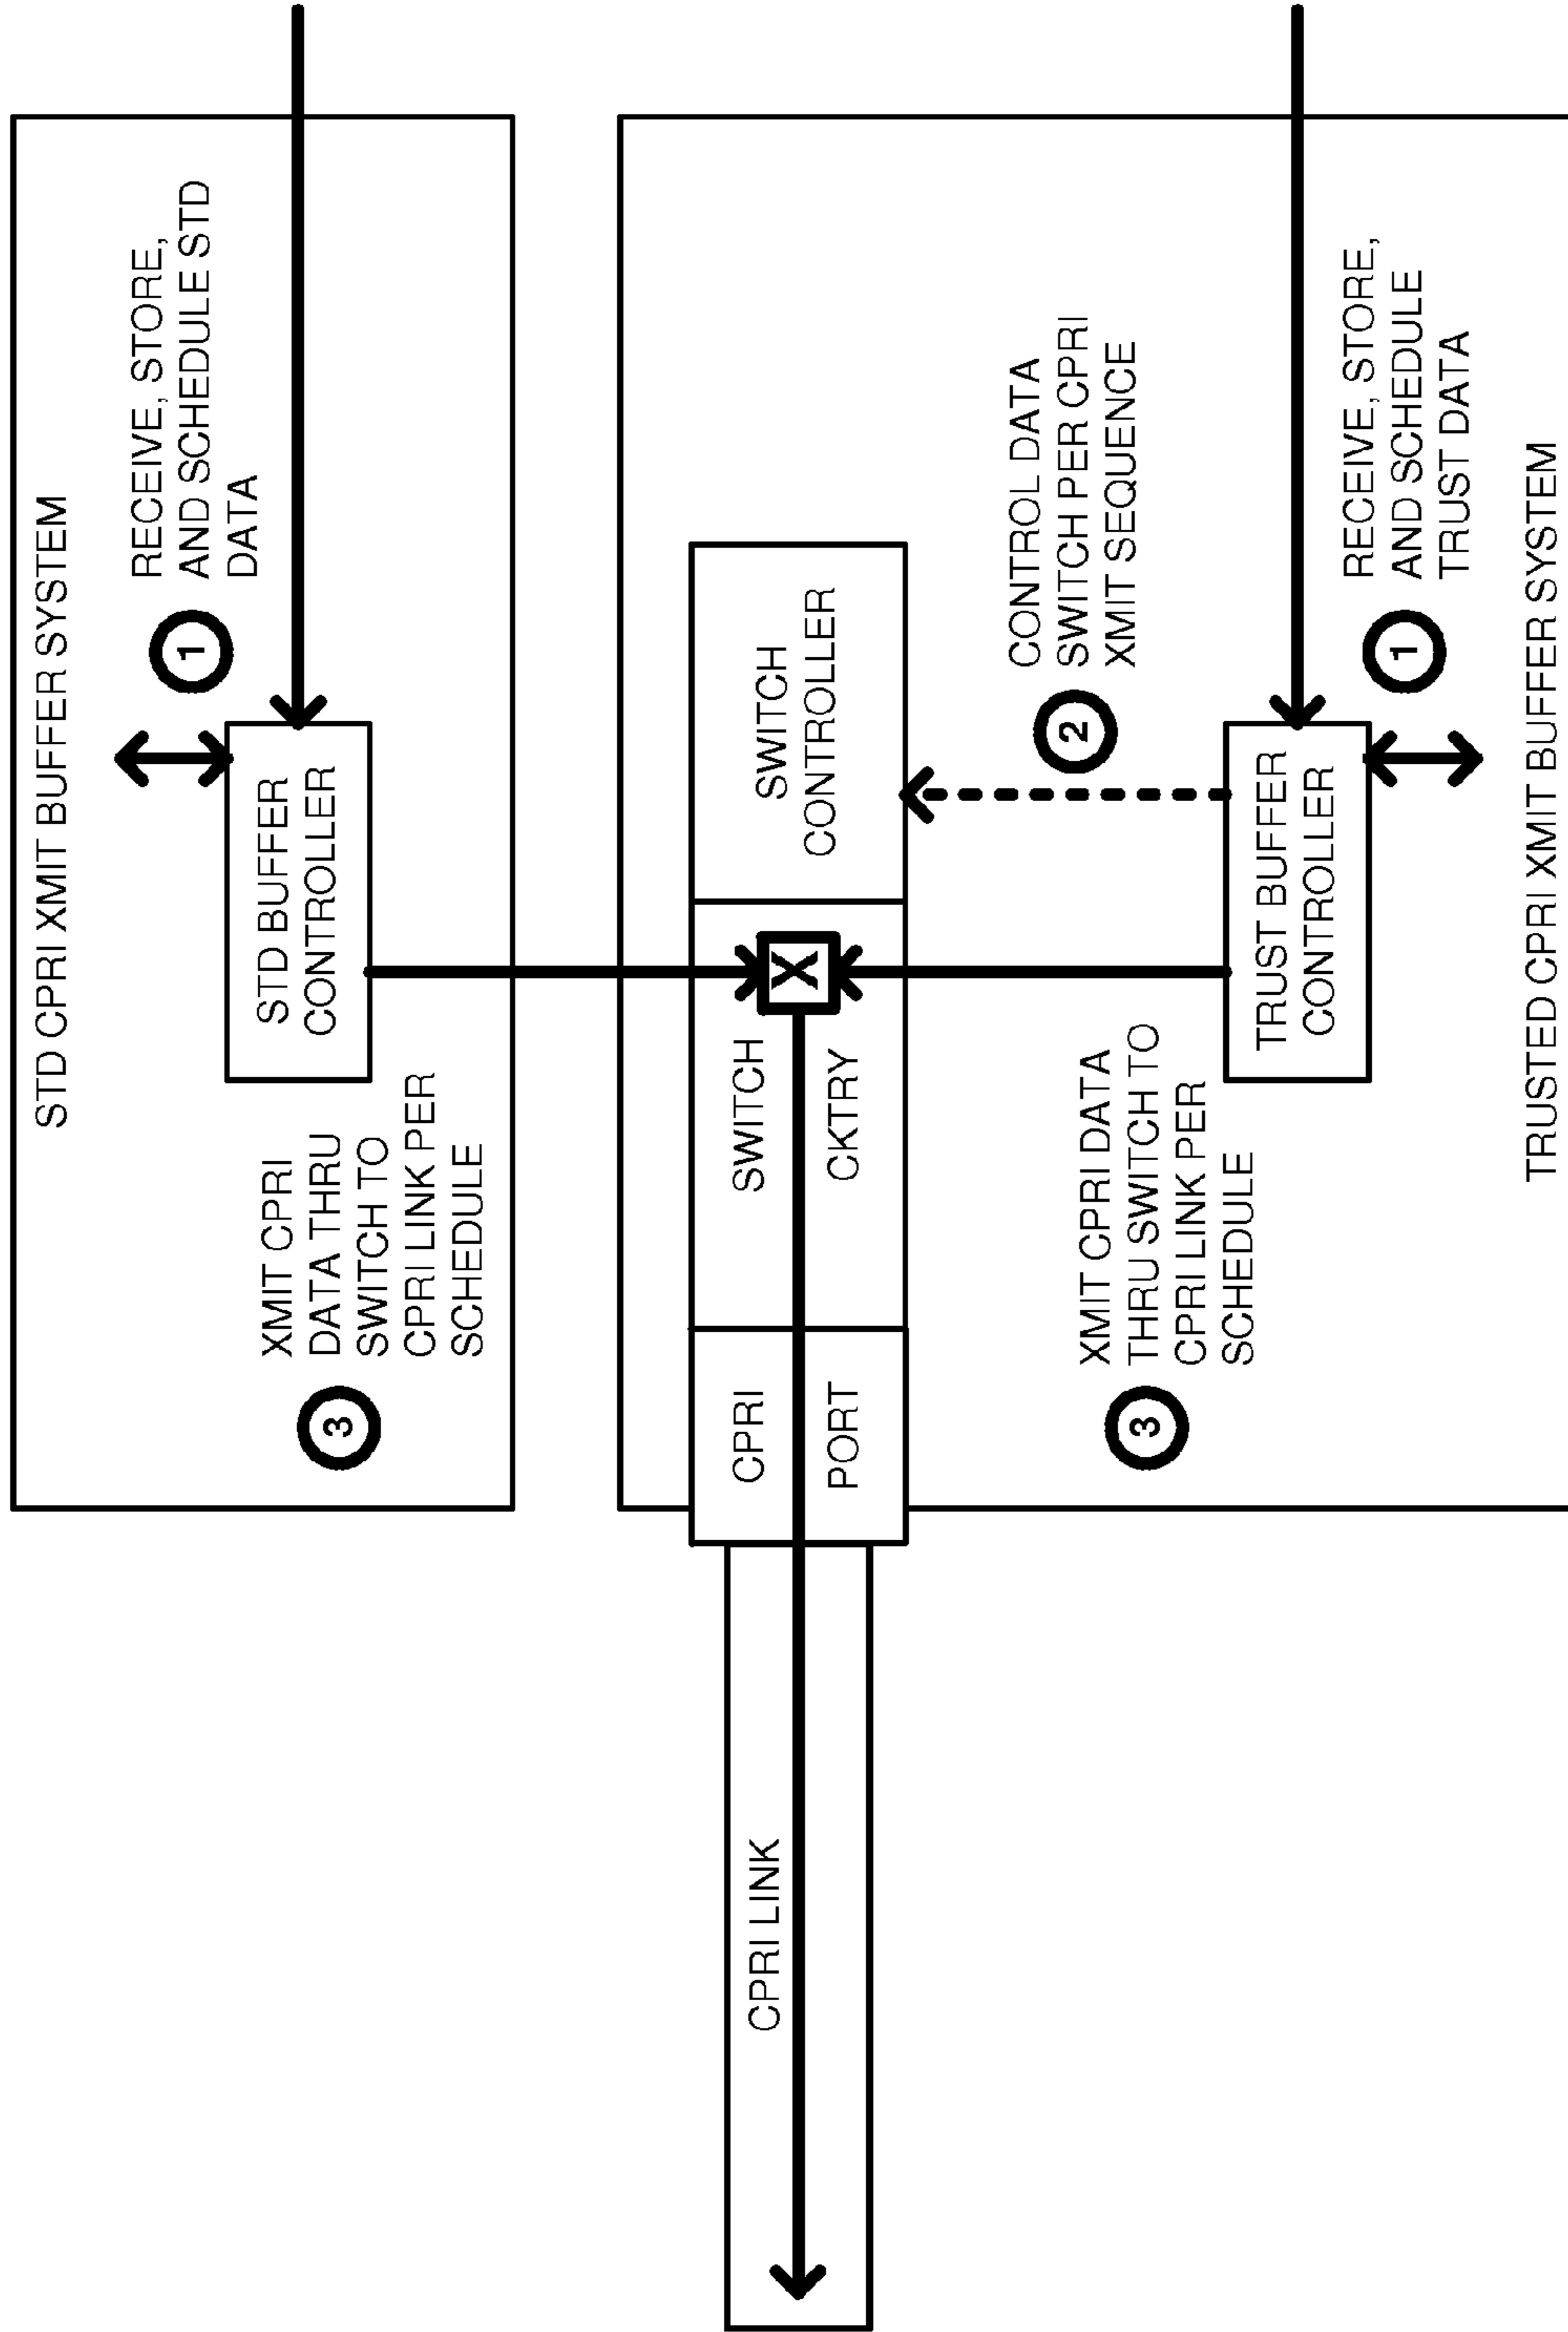 STD CPRI XMIT BUFFER SYSTEM
1
RECEIVE, STORE,
AND SCHEDULE STD
DATA
STD BUFFER
CONTROLLER
3
XMIT CPRI
DATA THRU
SWITCH TO
CPRI LINK PER
SCHEDULE
CPRI LINK
CPRI
PORT
SWITCH
CKTRY
X
SWITCH
CONTROLLER
2
CONTROL DATA
SWITCH PER CPRI
XMIT SEQUENCE
3
XMIT CPRI DATA
THRU SWITCH TO
CPRI LINK PER
SCHEDULE
TRUST BUFFER
CONTROLLER
1
RECEIVE, STORE,
AND SCHEDULE
TRUST DATA
TRUSTED CPRI XMIT BUFFER SYSTEM